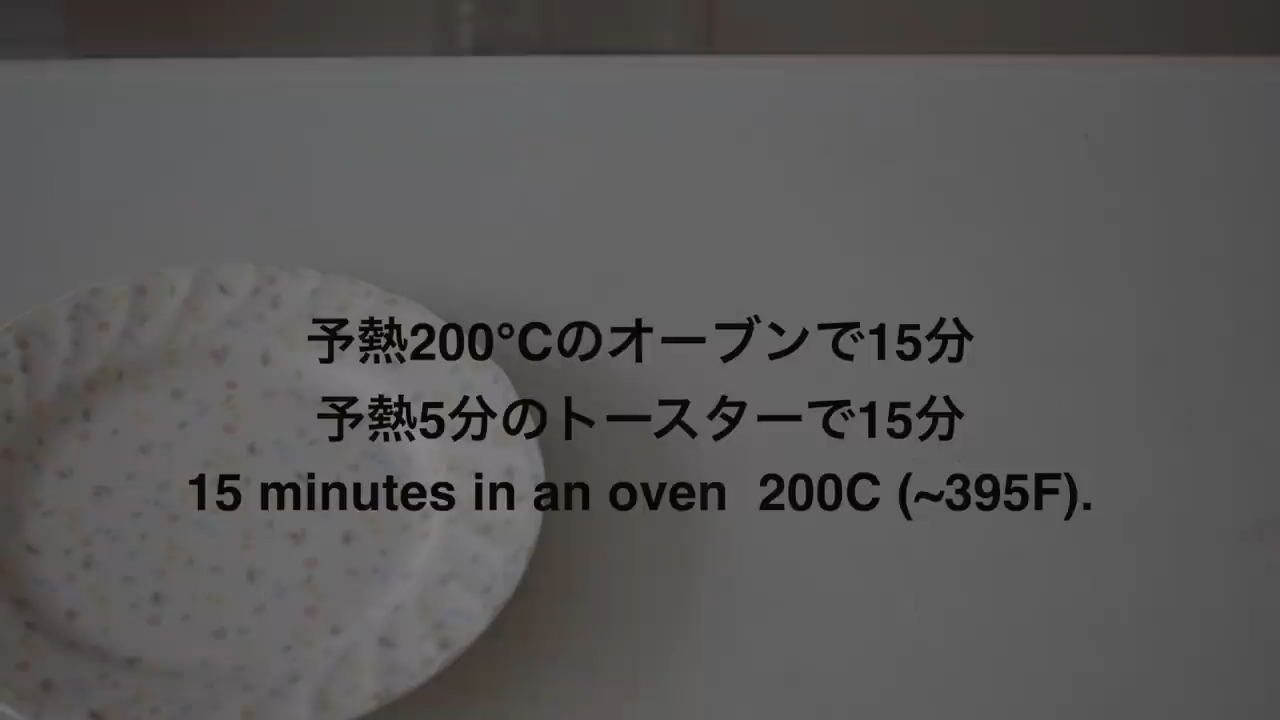 予熱200°Cのオーブンで15分
予熱5分のトースターで15分
15 minutes in an oven  200C (~395F).